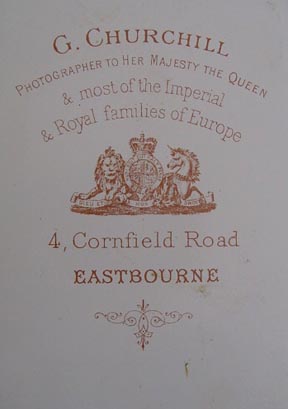 G. CHURCHILL
PHOTOGRAPHER TO HER MAJESTY THE QUEEN
& most of the Imperial
& Royal families of Europe
4, Cornfield Road
EASTBOURNE